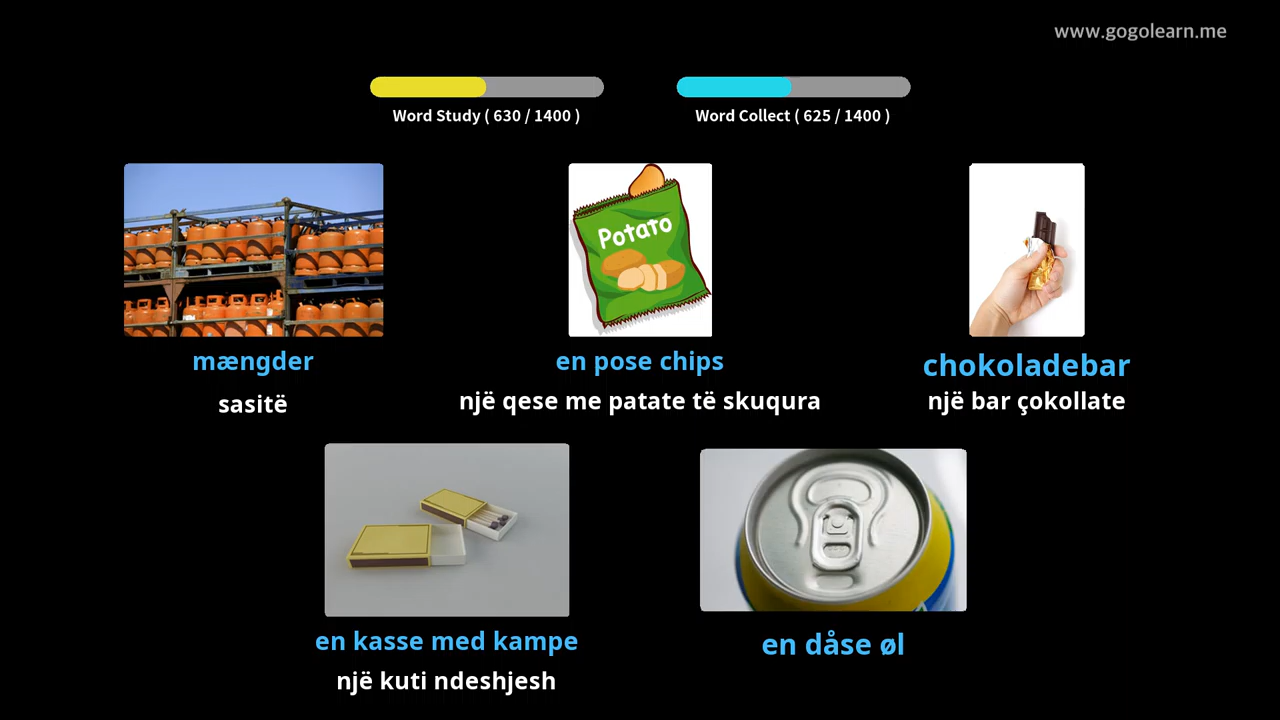 www.gogolearn.me
Word Study ( 630 / 1400 )
Word Collect ( 625 / 1400 )
Potato
mængder
en pose chips
chokoladebar
sasitë
një qese me patate të skuqura
një bar çokollate
en kasse med kampe
en dåse øl
një kuti ndeshjesh